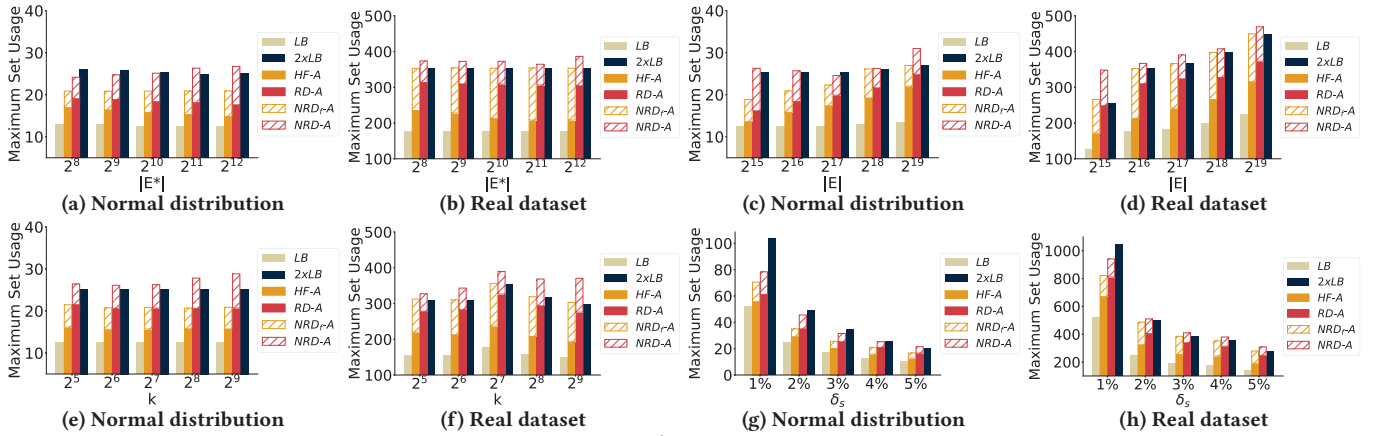 Maximum Set Usage
40
30
20
10
2^8 2^9 2^10 2^11 2^12
|E*|
LB
2xLB
HF-A
RD-A
NRD_r-A
NRD-A
(a) Normal distribution
Maximum Set Usage
500
400
300
200
100
2^8 2^9 2^10 2^11 2^12
|E*|
LB
2xLB
HF-A
RD-A
NRD_r-A
NRD-A
(b) Real dataset
Maximum Set Usage
40
30
20
10
2^15 2^16 2^17 2^18 2^19
|E|
LB
2xLB
HF-A
RD-A
NRD_r-A
NRD-A
(c) Normal distribution
Maximum Set Usage
500
400
300
200
100
2^15 2^16 2^17 2^18 2^19
|E|
LB
2xLB
HF-A
RD-A
NRD_r-A
NRD-A
(d) Real dataset
Maximum Set Usage
40
30
20
10
2^5 2^6 2^7 2^8 2^9
k
LB
2xLB
HF-A
RD-A
NRD_r-A
NRD-A
(e) Normal distribution
Maximum Set Usage
500
400
300
200
100
2^5 2^6 2^7 2^8 2^9
k
LB
2xLB
HF-A
RD-A
NRD_r-A
NRD-A
(f) Real dataset
Maximum Set Usage
100
80
60
40
20
0
1% 2% 3% 4% 5%
δ_s
LB
2xLB
HF-A
RD-A
NRD_r-A
NRD-A
(g) Normal distribution
Maximum Set Usage
1000
800
600
400
200
1% 2% 3% 4% 5%
δ_s
LB
2xLB
HF-A
RD-A
NRD_r-A
NRD-A
(h) Real dataset